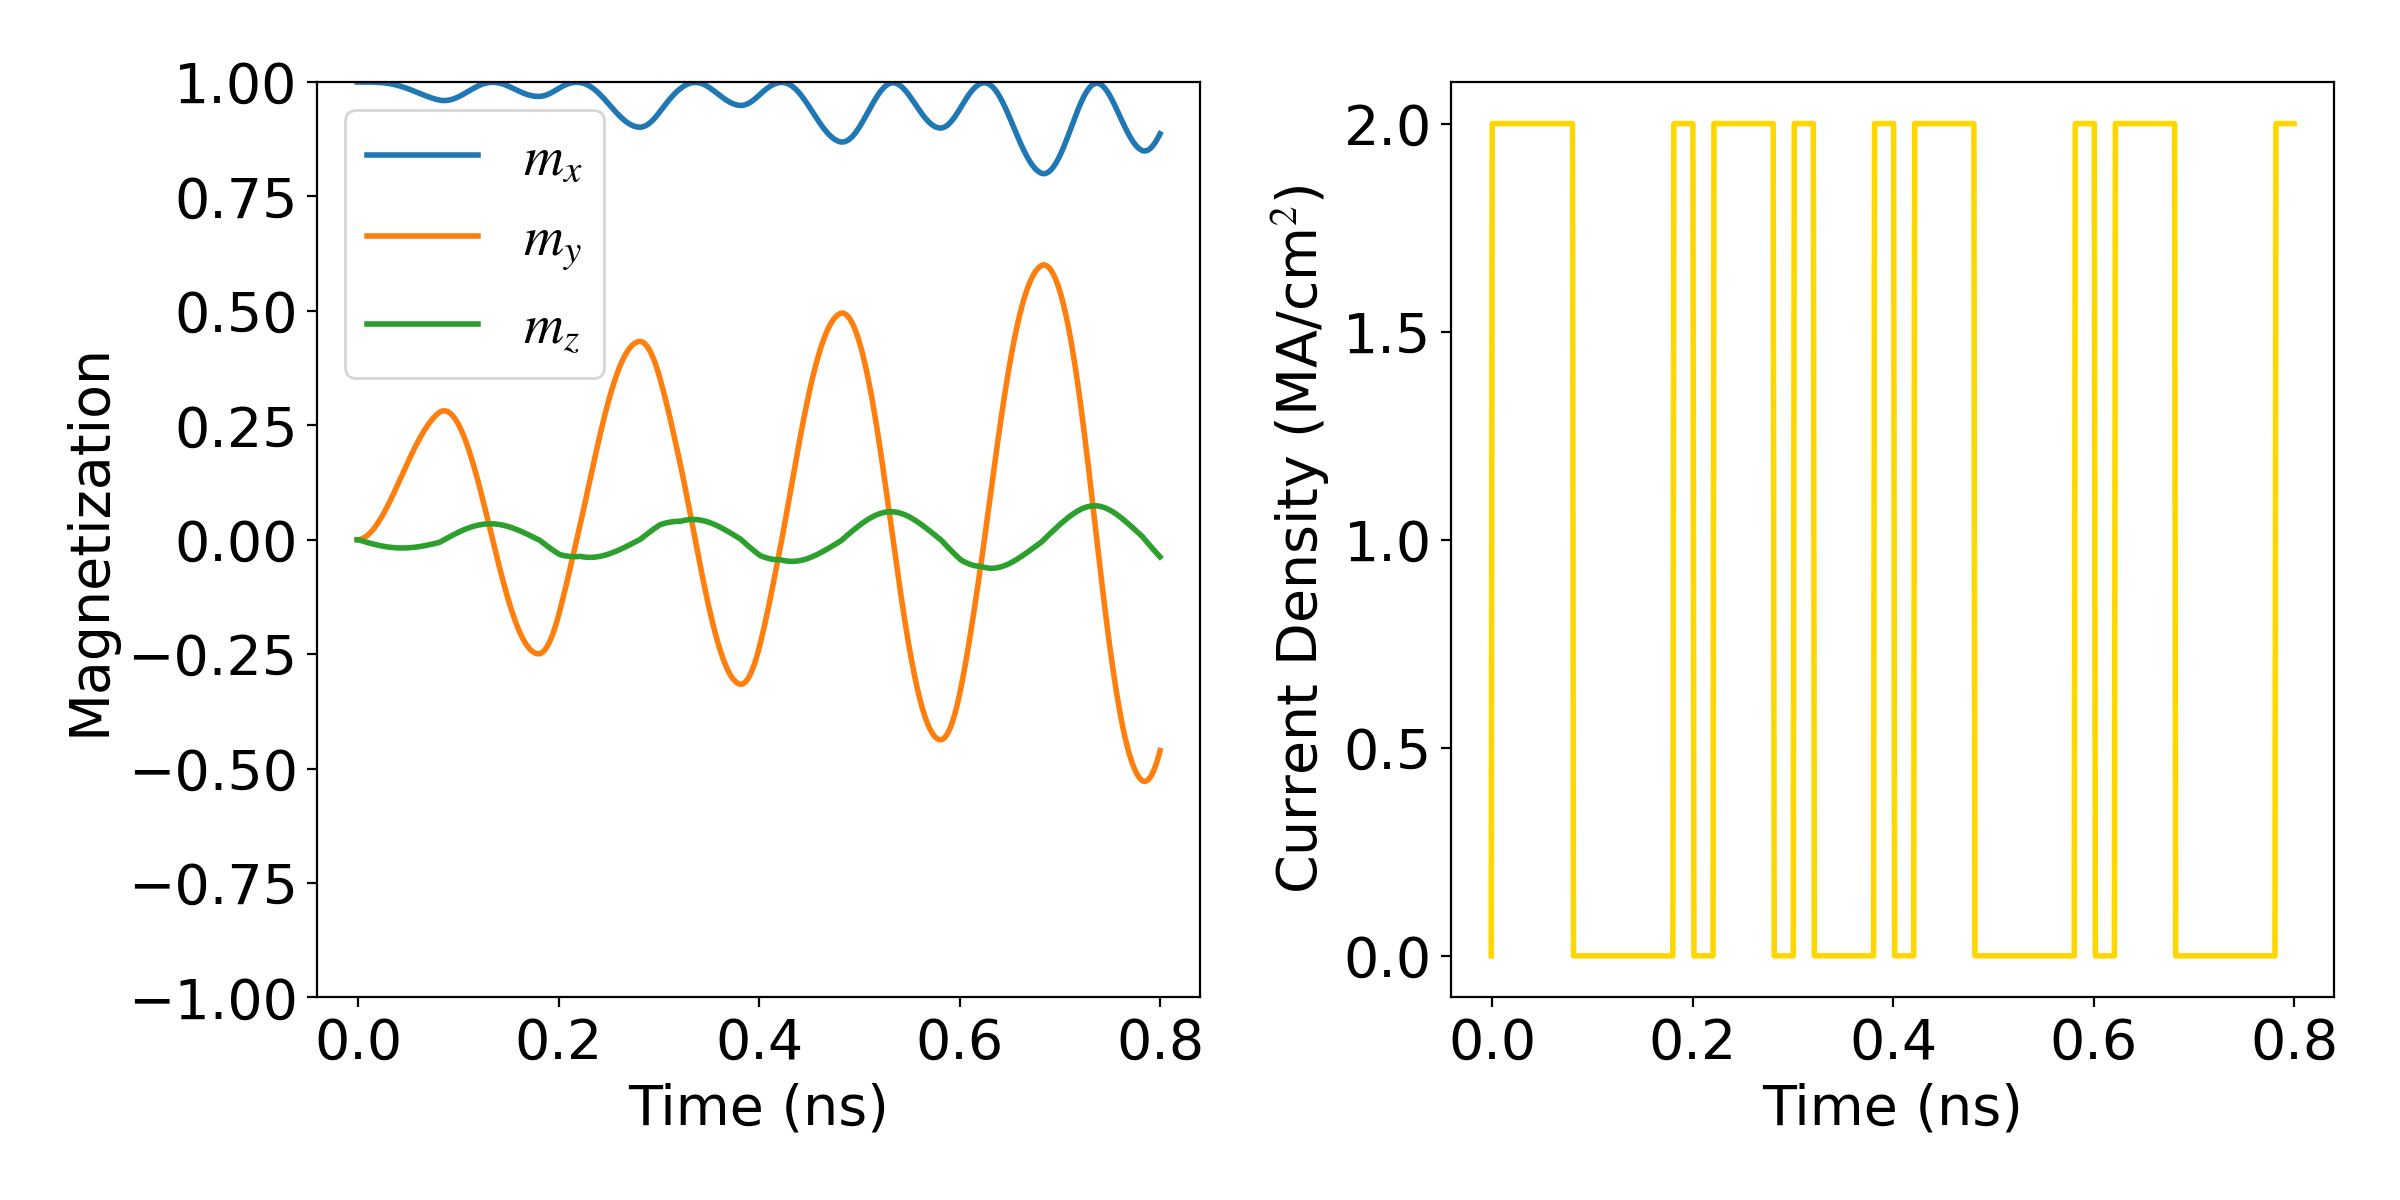 Magnetization
1.00
0.75
0.50
0.25
0.00
−0.25
−0.50
−0.75
−1.00
m_x
m_y
m_z
0.0 0.2 0.4 0.6 0.8
Time (ns)
Current Density (MA/cm²)
2.0
1.5
1.0
0.5
0.0
0.0 0.2 0.4 0.6 0.8
Time (ns)